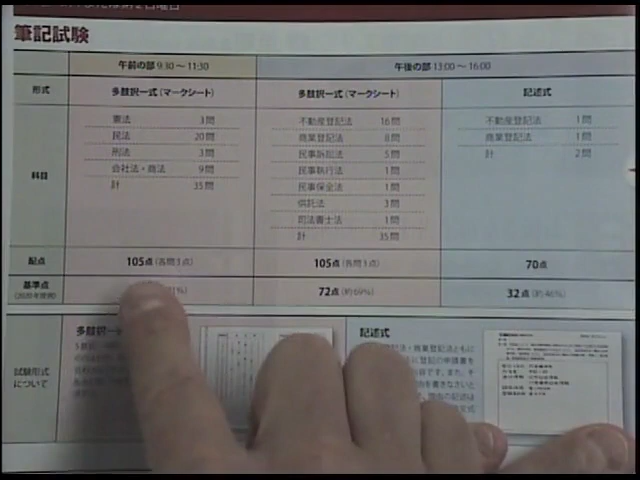 筆記試験
午前の部 9:30～11:30
午後の部 13:00～16:00
形式
多肢択一式（マークシート）
多肢択一式（マークシート）
記述式
科目
憲法 3問
民法 20問
刑法 3問
会社法・商法 9問
計 35問
不動産登記法 16問
商業登記法 8問
民事訴訟法 5問
民事執行法 1問
民事保全法 1問
供託法 3問
司法書士法 1問
計 35問
不動産登記法 1問
商業登記法 1問
計 2問
配点
105点（各問3点）
105点（各問3点）
70点
基準点
72点（約69%）
32点（約46%）
試験形式
について
多肢択一
記述式